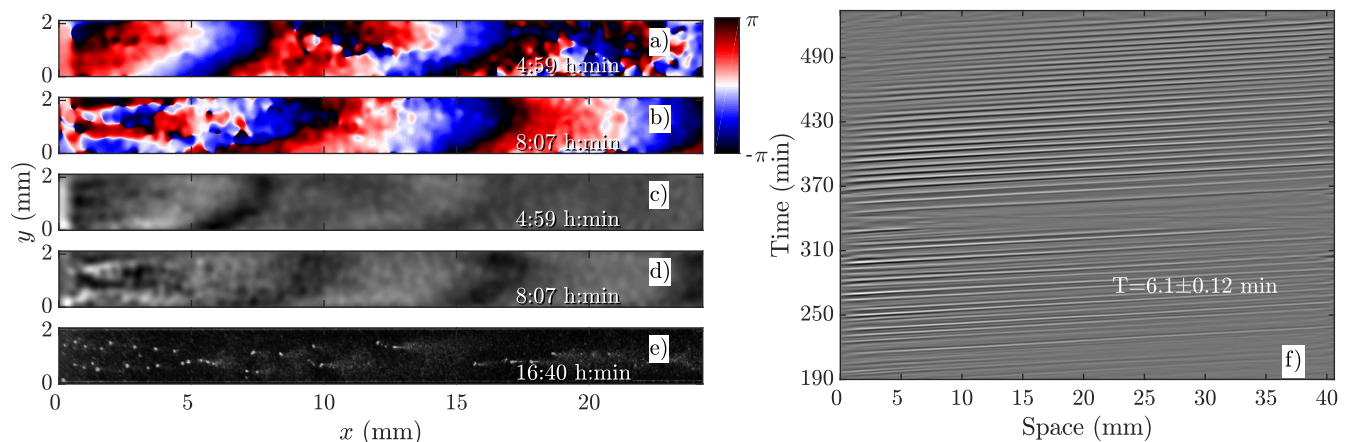 2
0
a)
4:59 h:min
π
-π
2
0
b)
8:07 h:min
2
0
c)
4:59 h:min
2
0
d)
8:07 h:min
2
0
e)
16:40 h:min
y (mm)
0 5 10 15 20
x (mm)
490
430
370
310
250
190
Time (min)
T=6.1±0.12 min
f)
0 5 10 15 20 25 30 35 40
Space (mm)